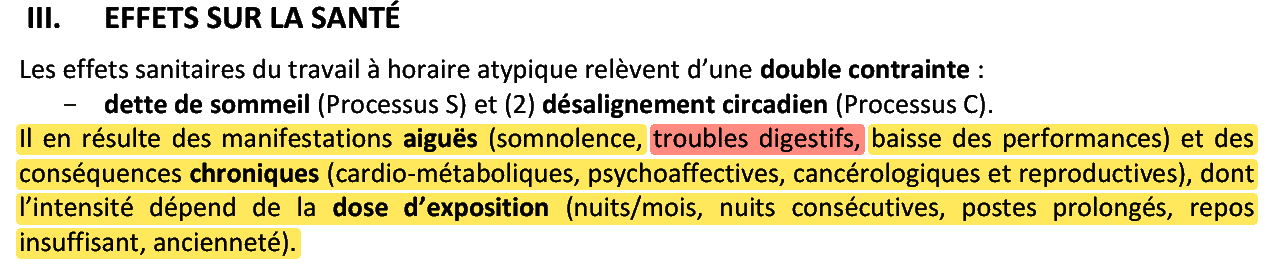 III. EFFETS SUR LA SANTÉ
Les effets sanitaires du travail à horaire atypique relèvent d’une double contrainte :
− dette de sommeil (Processus S) et (2) désalignement circadien (Processus C).
Il en résulte des manifestations aiguës (somnolence, troubles digestifs, baisse des performances) et des
conséquences chroniques (cardio-métaboliques, psychoaffectives, cancérologiques et reproductives), dont
l’intensité dépend de la dose d’exposition (nuits/mois, nuits consécutives, postes prolongés, repos
insuffisant, ancienneté).